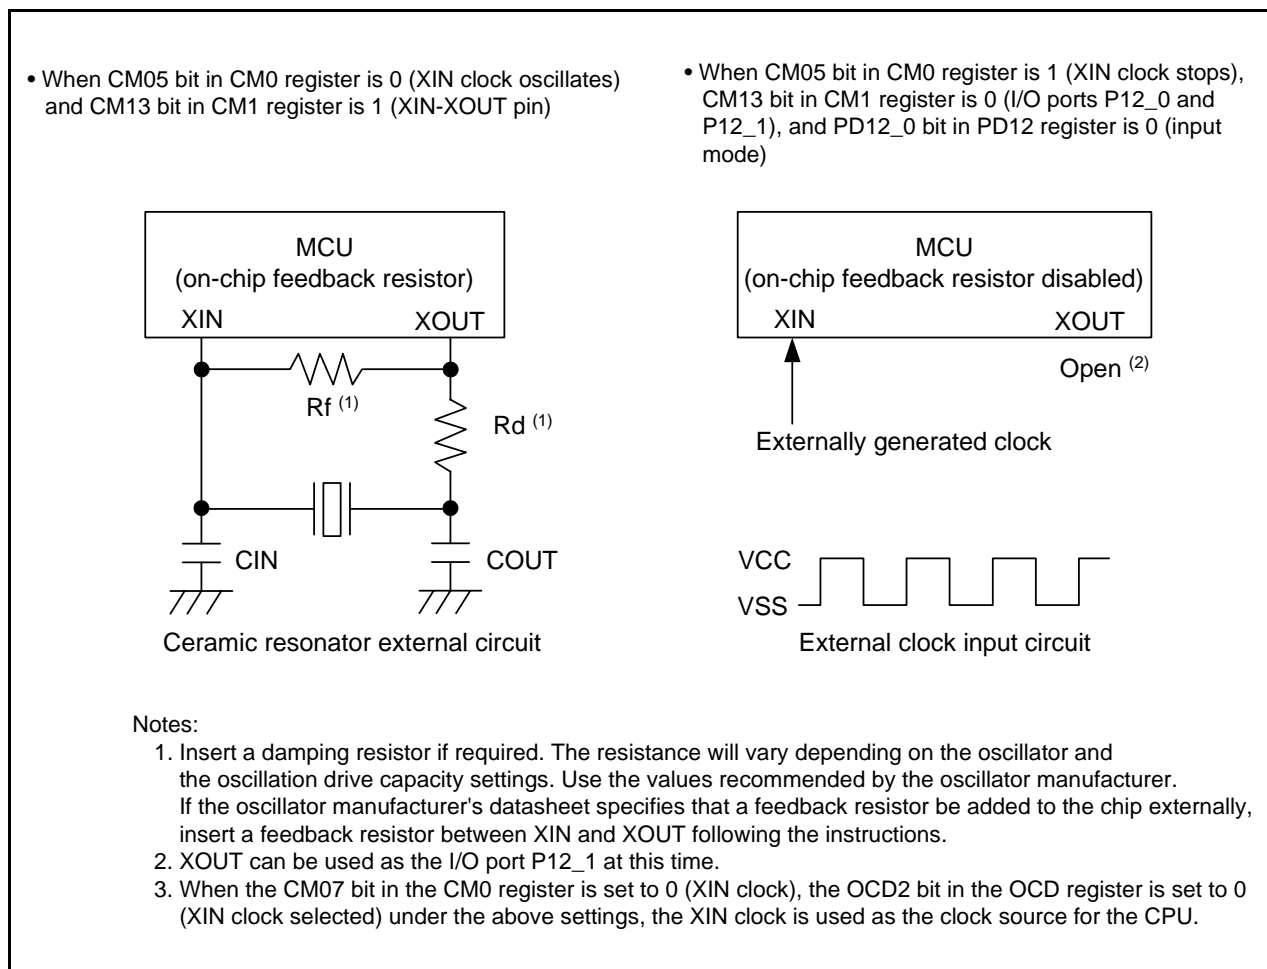 • When CM05 bit in CM0 register is 0 (XIN clock oscillates)
and CM13 bit in CM1 register is 1 (XIN-XOUT pin)
MCU
(on-chip feedback resistor)
XIN
XOUT
Rf (1)
Rd (1)
CIN
COUT
Ceramic resonator external circuit
• When CM05 bit in CM0 register is 1 (XIN clock stops),
CM13 bit in CM1 register is 0 (I/O ports P12_0 and
P12_1), and PD12_0 bit in PD12 register is 0 (input
mode)
MCU
(on-chip feedback resistor disabled)
XIN
XOUT
Open (2)
Externally generated clock
VCC
VSS
External clock input circuit
Notes:
1. Insert a damping resistor if required. The resistance will vary depending on the oscillator and
the oscillation drive capacity settings. Use the values recommended by the oscillator manufacturer.
If the oscillator manufacturer's datasheet specifies that a feedback resistor be added to the chip externally,
insert a feedback resistor between XIN and XOUT following the instructions.
2. XOUT can be used as the I/O port P12_1 at this time.
3. When the CM07 bit in the CM0 register is set to 0 (XIN clock), the OCD2 bit in the OCD register is set to 0
(XIN clock selected) under the above settings, the XIN clock is used as the clock source for the CPU.